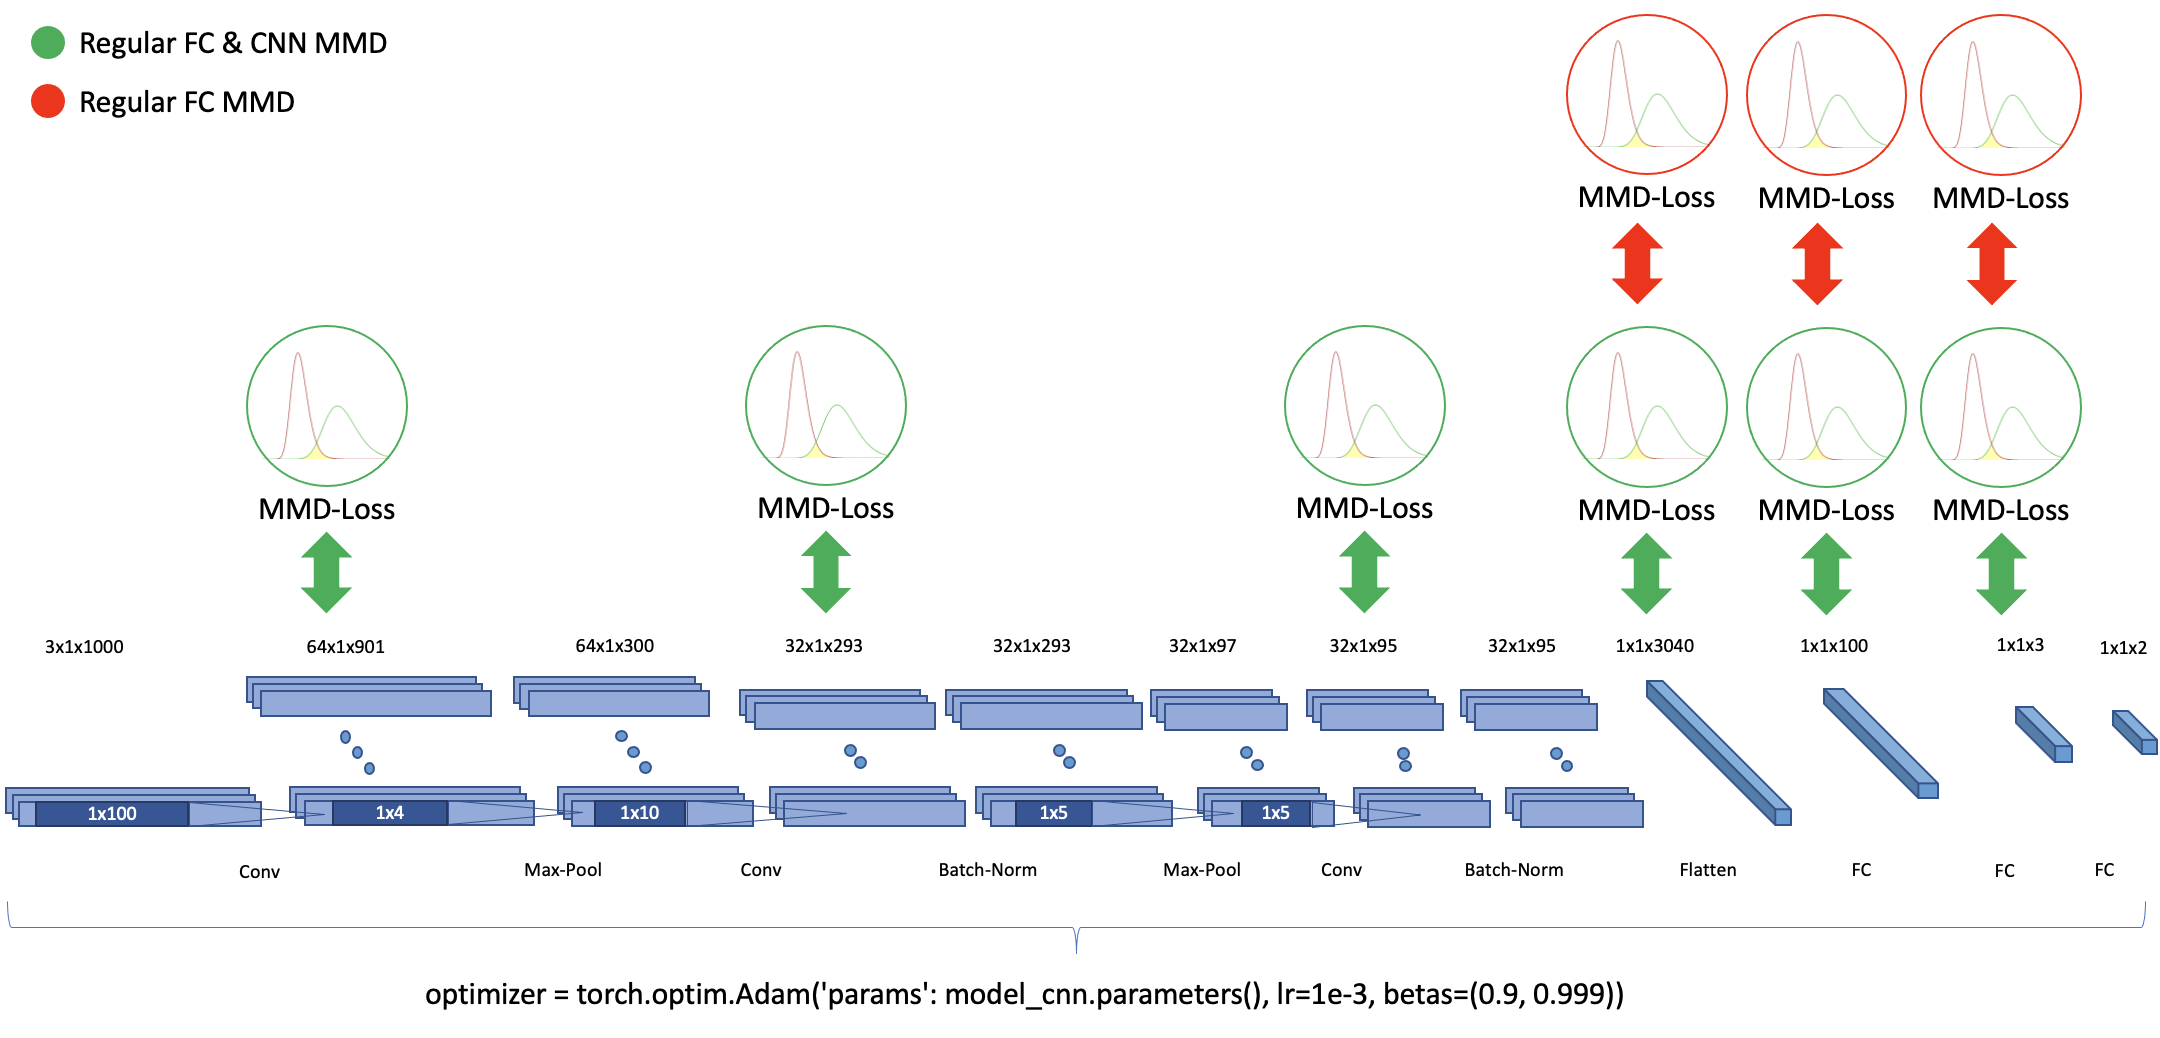 Regular FC & CNN MMD
Regular FC MMD
MMD-Loss MMD-Loss MMD-Loss
MMD-Loss MMD-Loss MMD-Loss MMD-Loss MMD-Loss MMD-Loss
3x1x1000 64x1x901 64x1x300 32x1x293 32x1x293 32x1x97 32x1x95 32x1x95 1x1x3040 1x1x100 1x1x3 1x1x2
1x100 1x4 1x10 1x5 1x5
Conv Max-Pool Conv Batch-Norm Max-Pool Conv Batch-Norm Flatten FC FC FC
optimizer = torch.optim.Adam('params': model_cnn.parameters(), lr=1e-3, betas=(0.9, 0.999))